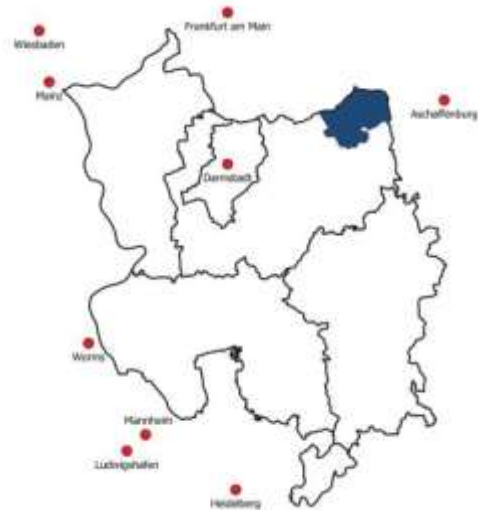 Frankfurt am Main
Wiesbaden
Mainz
Aschaffenburg
Darmstadt
Worms
Mannheim
Ludwigshafen
Heidelberg